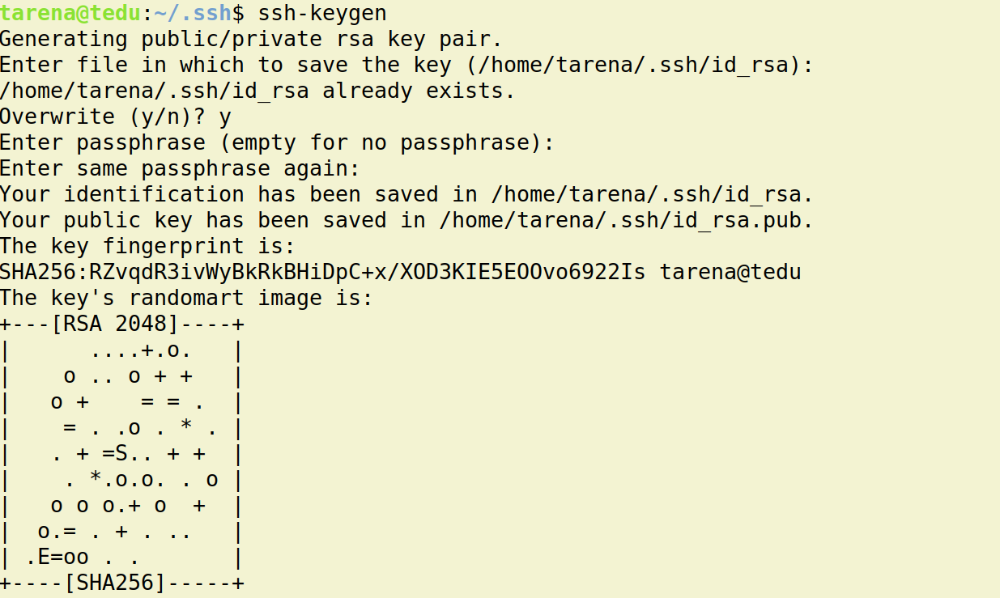 tarena@tedu:~/.ssh$ ssh-keygen
Generating public/private rsa key pair.
Enter file in which to save the key (/home/tarena/.ssh/id_rsa):
/home/tarena/.ssh/id_rsa already exists.
Overwrite (y/n)? y
Enter passphrase (empty for no passphrase):
Enter same passphrase again:
Your identification has been saved in /home/tarena/.ssh/id_rsa.
Your public key has been saved in /home/tarena/.ssh/id_rsa.pub.
The key fingerprint is:
SHA256:RZvqdR3ivWyBkRkBHiDpC+x/XOD3KIE5EOOvo6922Is tarena@tedu
The key's randomart image is:
+---[RSA 2048]----+
|      ....+.o.   |
|    o .. o + +   |
|   o +    = = .  |
|    = . .o . * . |
|   . + =S.. + +  |
|    . *.o.o. . o |
|   o o o.+ o  +  |
|  o.= . + . ..   |
| .E=oo . .       |
+----[SHA256]-----+